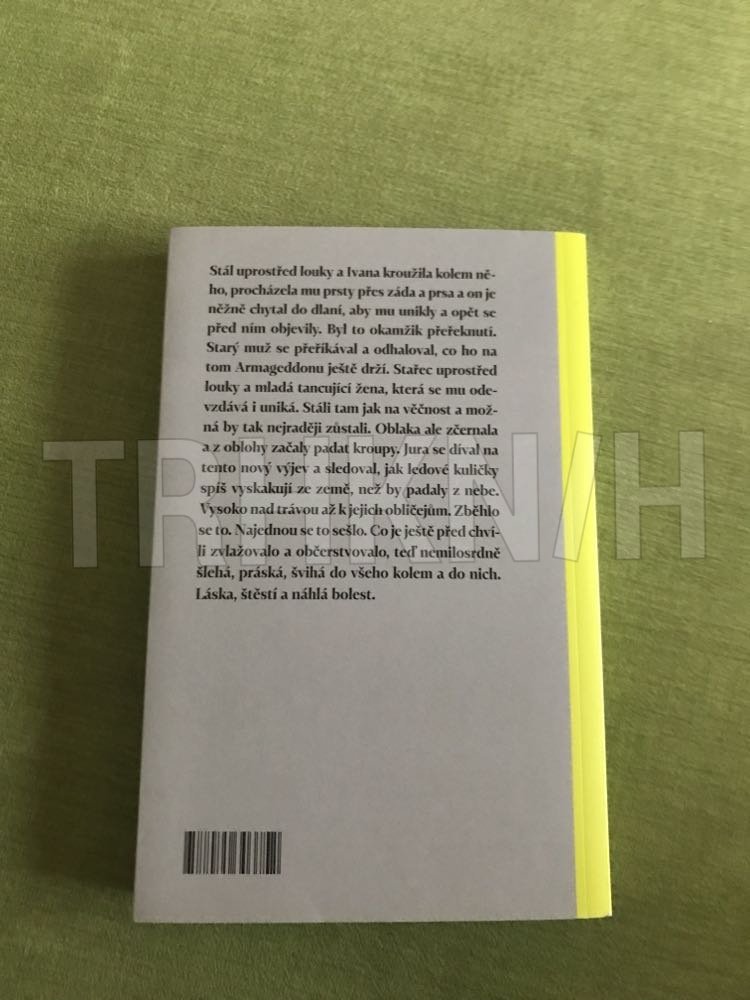 Stál uprostřed louky a Ivana kroužila kolem ně-
ho, procházela mu prsty přes záda a prsa a on je
něžně chytal do dlaní, aby mu unikly a opět se
před ním objevily. Byl to okamžik přeřeknutí.
Starý muž se přeříkával a odhaloval, co ho na
tom Armageddonu ještě drží. Stařec uprostřed
louky a mladá tancující žena, která se mu ode-
vzdává i uniká. Stáli tam jak na věčnost a mož-
ná by tak nejraději zůstali. Oblaka ale zčernala
a z oblohy začaly padat kroupy. Jura se díval na
tento nový výjev a sledoval, jak ledové kuličky
spíš vyskakují ze země, než by padaly z nebe.
Vysoko nad trávou až k jejich obličejům. Zběhlo
se to. Najednou se to sešlo. Co je ještě před chví-
li zvlažovalo a občerstvovalo, teď nemilosrdně
šlehá, práská, švihá do všeho kolem a do nich.
Láska, štěstí a náhlá bolest.